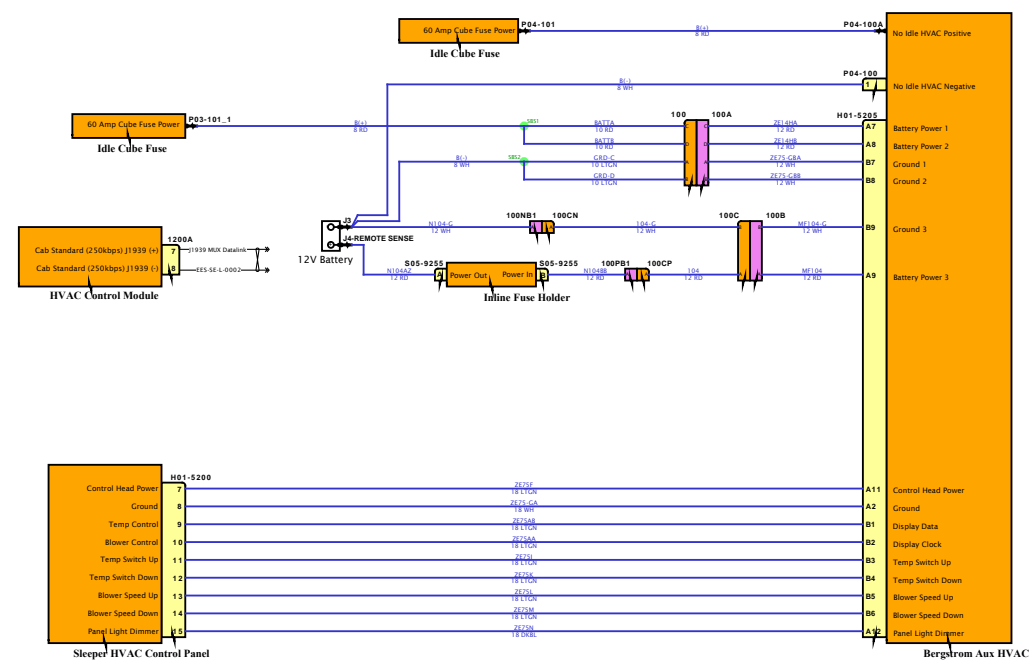 60 Amp Cube Fuse Power
P04-101
Idle Cube Fuse
B(+)
8 RD
P04-100A
No Idle HVAC Positive
B(-)
8 WH
P04-100
1
No Idle HVAC Negative
60 Amp Cube Fuse Power
P03-101_1
Idle Cube Fuse
B(+)
8 RD
SBS1
BATTA
10 RD
BATTB
10 RD
B(-)
8 WH
SBS2
GRD-C
10 LTGN
GRD-D
10 LTGN
100
100A
C
D
A
B
C
D
A
B
ZE14HA
12 RD
ZE14HB
12 RD
ZE75-G8A
12 WH
ZE75-G8B
12 WH
H01-5205
A7
Battery Power 1
A8
Battery Power 2
B7
Ground 1
B8
Ground 2
J3
J4-REMOTE SENSE
12V Battery
N104-G
12 WH
100NB1
100CN
A
A
104-G
12 WH
100C
100B
B
B
MF104-G
12 WH
B9
Ground 3
1200A
Cab Standard (250kbps) J1939 (+)
7
J1939 MUX Datalink
Cab Standard (250kbps) J1939 (-)
8
EES-SE-L-0002
HVAC Control Module
N104AZ
12 RD
S05-9255
A
Power Out
Power In
S05-9255
B
Inline Fuse Holder
N104BB
12 RD
100PB1
100CP
A
A
104
12 RD
A
A
MF104
12 RD
A9
Battery Power 3
H01-5200
Control Head Power
7
ZE75F
18 LTGN
A11
Control Head Power
Ground
8
ZE75-GA
18 WH
A2
Ground
Temp Control
9
ZE75AB
18 LTGN
B1
Display Data
Blower Control
10
ZE75AA
18 LTGN
B2
Display Clock
Temp Switch Up
11
ZE75J
18 LTGN
B3
Temp Switch Up
Temp Switch Down
12
ZE75K
18 LTGN
B4
Temp Switch Down
Blower Speed Up
13
ZE75L
18 LTGN
B5
Blower Speed Up
Blower Speed Down
14
ZE75M
18 LTGN
B6
Blower Speed Down
Panel Light Dimmer
15
ZE75N
18 DKBL
A12
Panel Light Dimmer
Sleeper HVAC Control Panel
Bergstrom Aux HVAC